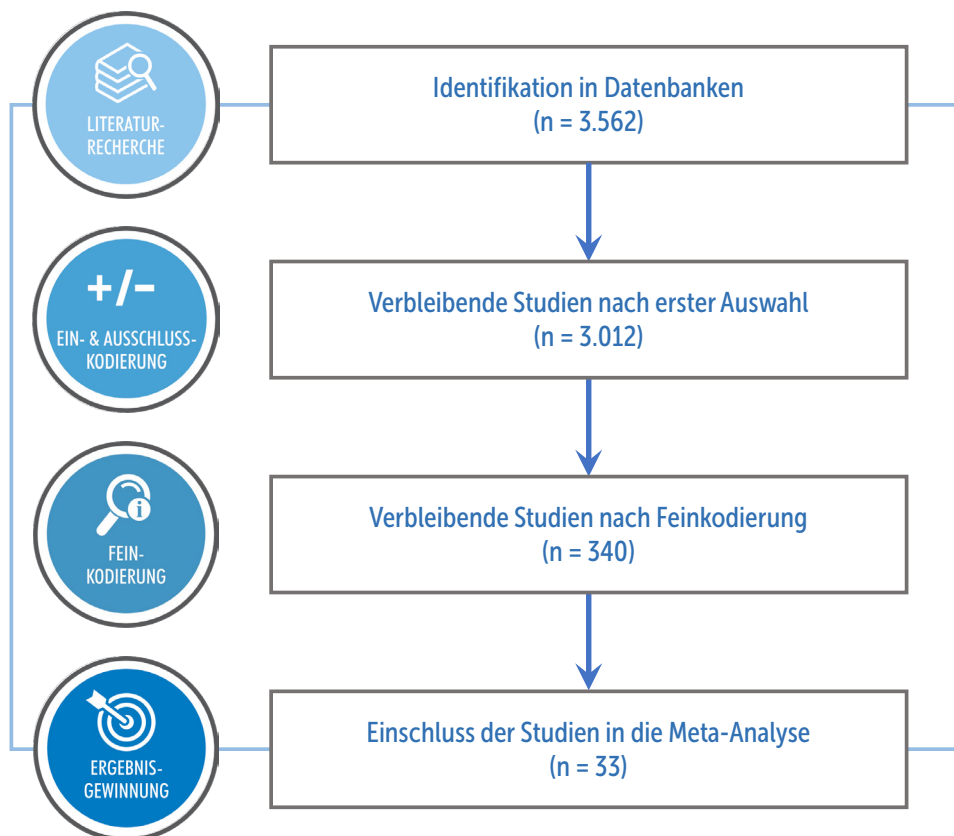 LITERATUR-
RECHERCHE
Identifikation in Datenbanken
(n = 3.562)
+/−
EIN- & AUSSCHLUSS-
KODIERUNG
Verbleibende Studien nach erster Auswahl
(n = 3.012)
i
FEIN-
KODIERUNG
Verbleibende Studien nach Feinkodierung
(n = 340)
ERGEBNIS-
GEWINNUNG
Einschluss der Studien in die Meta-Analyse
(n = 33)